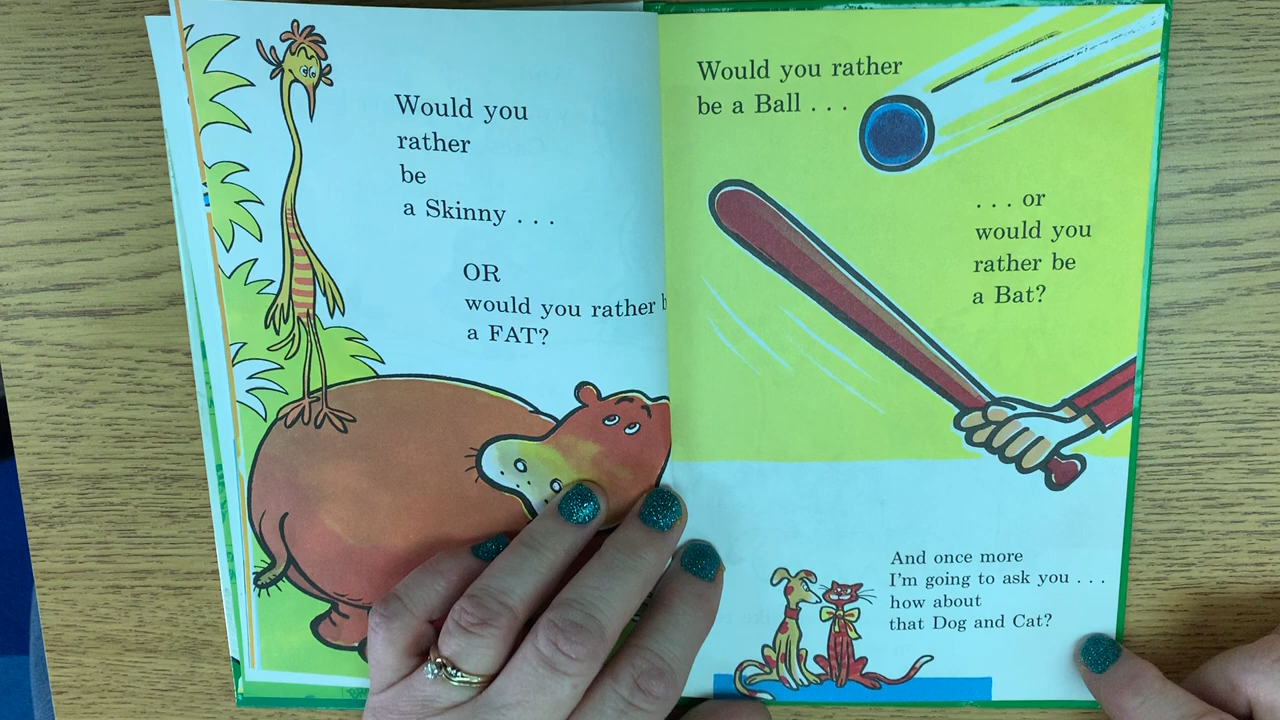 Would you
rather
be
a Skinny . . .
OR
would you rather
a FAT?
Would you rather
be a Ball . . .
. . . or
would you
rather be
a Bat?
And once more
I'm going to ask you . . .
how about
that Dog and Cat?